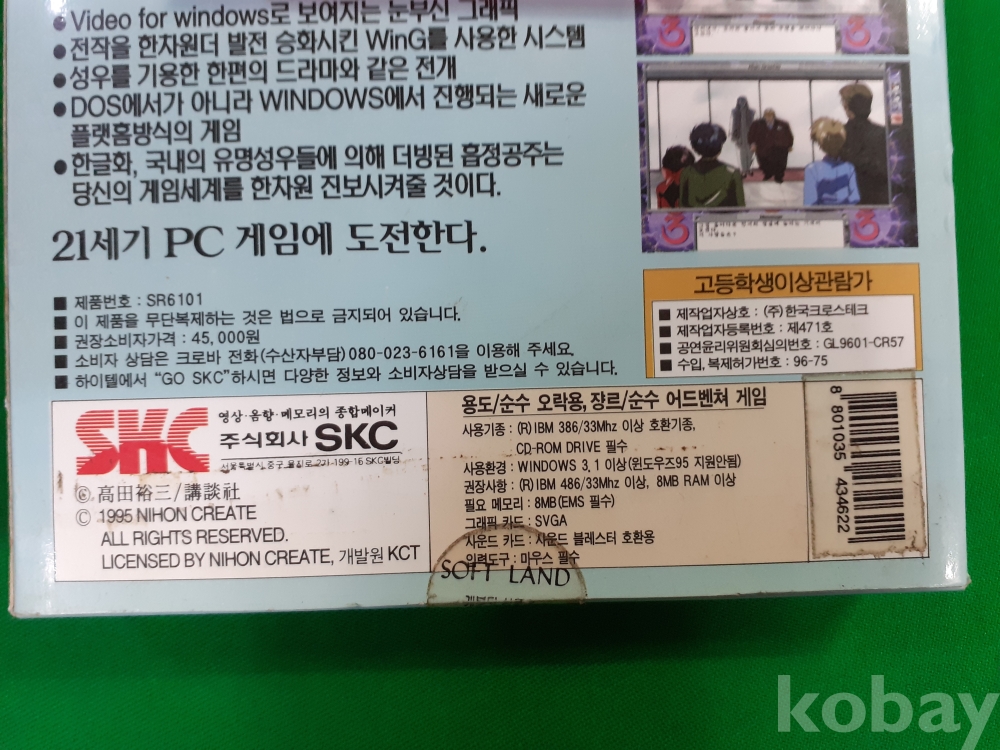 • Video for windows로 보여지는 눈부신 그래픽
• 전작을 한차원더 발전 승화시킨 WinG를 사용한 시스템
• 성우를 기용한 한편의 드라마와 같은 전개
• DOS에서가 아니라 WINDOWS에서 진행되는 새로운
플랫홈방식의 게임
• 한글화, 국내의 유명성우들에 의해 더빙된 흡정공주는
당신의 게임세계를 한차원 진보시켜줄 것이다.
21세기 PC 게임에 도전한다.
■ 제품번호 : SR6101
■ 이 제품을 무단복제하는 것은 법으로 금지되어 있습니다.
■ 권장소비자가격 : 45,000원
■ 소비자 상담은 크로바 전화(수신자부담)080-023-6161을 이용해 주세요.
■ 하이텔에서 "GO SKC"하시면 다양한 정보와 소비자상담을 받으실 수 있습니다.
고등학생이상관람가
■ 제작업자상호 : (주)한국크로스테크
■ 제작업자등록번호 : 제471호
■ 공연윤리위원회심의번호 : GL9601-CR57
■ 수입, 복제허가번호 : 96-75
SKC
영상·음향·메모리의 종합메이커
주식회사 SKC
서울특별시 중구 을지로 2가 199-16 SKC빌딩
© 高田裕三/講談社
© 1995 NIHON CREATE
ALL RIGHTS RESERVED.
LICENSED BY NIHON CREATE, 개발원 KCT
용도/순수 오락용, 쟝르/순수 어드벤쳐 게임
사용기종 : (R)IBM 386/33Mhz 이상 호환기종,
CD-ROM DRIVE 필수
사용환경 : WINDOWS 3.1 이상(윈도우즈95 지원안됨)
권장사항 : (R)IBM 486/33Mhz 이상, 8MB RAM 이상
필요 메모리 : 8MB(EMS 필수)
그래픽 카드 : SVGA
사운드 카드 : 사운드 블레스터 호환용
입력도구 : 마우스 필수
SOFT LAND
8 801035 434622
kobay